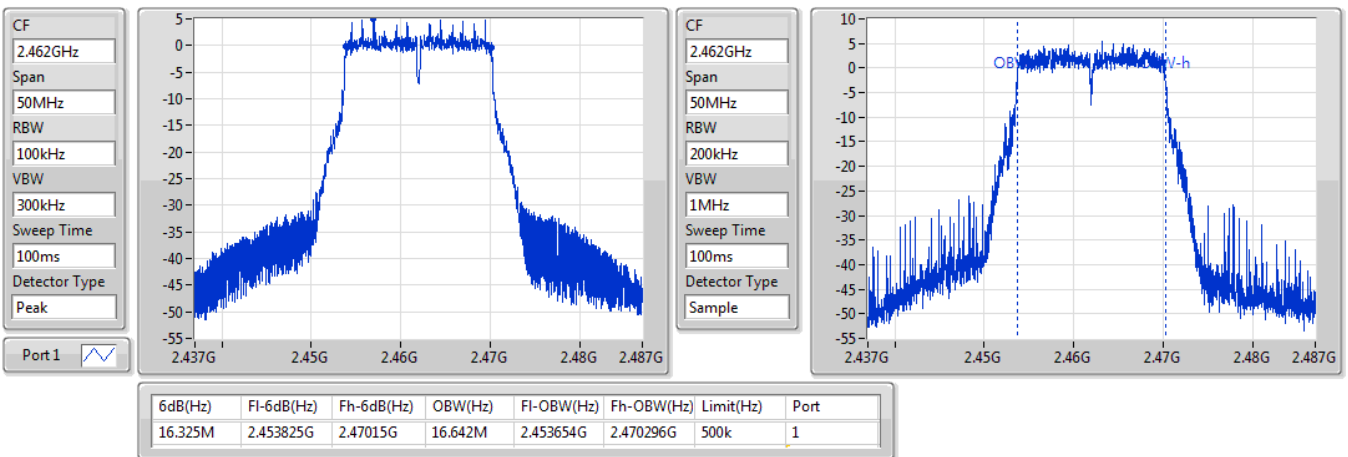 CF
2.462GHz
Span
50MHz
RBW
100kHz
VBW
300kHz
Sweep Time
100ms
Detector Type
Peak
Port 1
5
0
-5
-10
-15
-20
-25
-30
-35
-40
-45
-50
-55
2.437G 2.45G 2.46G 2.47G 2.48G 2.487G
CF
2.462GHz
Span
50MHz
RBW
200kHz
VBW
1MHz
Sweep Time
100ms
Detector Type
Sample
10
5
0
-5
-10
-15
-20
-25
-30
-35
-40
-45
-50
-55
2.437G 2.45G 2.46G 2.47G 2.48G 2.487G
6dB(Hz) Fl-6dB(Hz) Fh-6dB(Hz) OBW(Hz) Fl-OBW(Hz) Fh-OBW(Hz) Limit(Hz) Port
16.325M 2.453825G 2.47015G 16.642M 2.453654G 2.470296G 500k 1